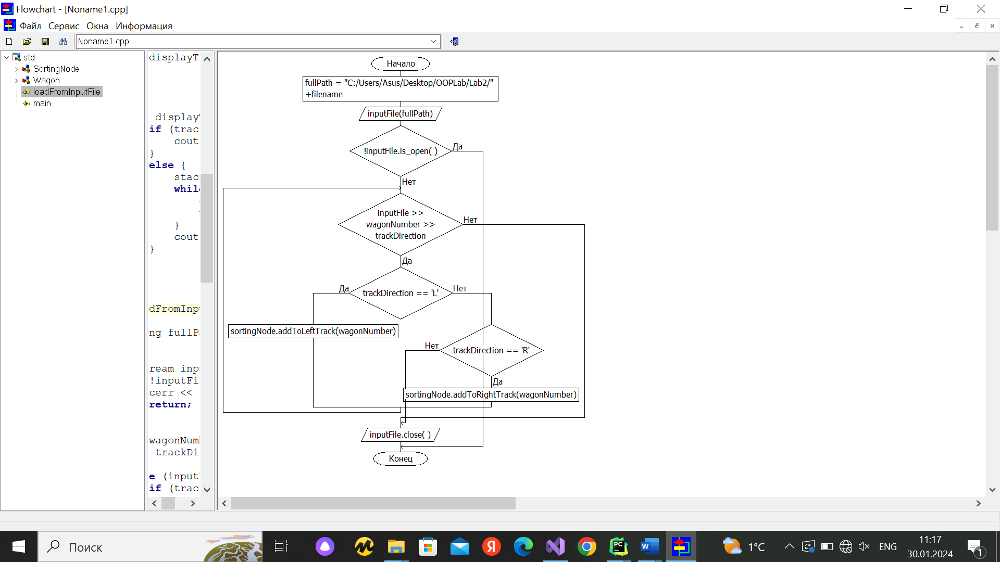 Flowchart - [Noname1.cpp]
Файл Сервис Окна Информация
Noname1.cpp
std
SortingNode
Wagon
loadFromInputFile
main
displayT
display
if (trac
cout
}
else {
stac
whil
}
cout
}
dFromInp
ng fullP
ream inp
!inputFi
cerr <<
return;
wagonNum
trackDi
e (input
if (trac
Начало
fullPath = "C:/Users/Asus/Desktop/OOPLab/Lab2/"
+filename
inputFile(fullPath)
!inputFile.is_open( )
Да
Нет
inputFile >>
wagonNumber >>
trackDirection
Нет
Да
trackDirection == 'L'
Да
Нет
sortingNode.addToLeftTrack(wagonNumber)
trackDirection == 'R'
Нет
Да
sortingNode.addToRightTrack(wagonNumber)
inputFile.close( )
Конец
Поиск
1°C
ENG
11:17
30.01.2024
1